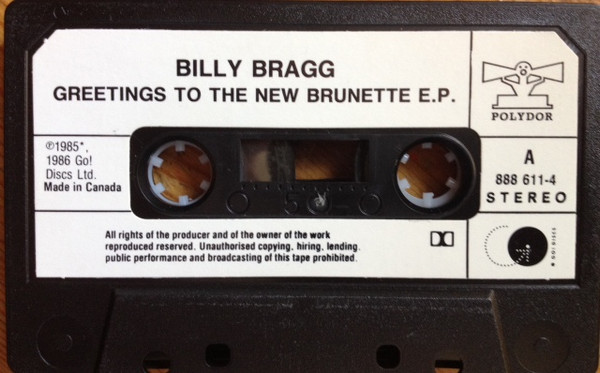 BILLY BRAGG
GREETINGS TO THE NEW BRUNETTE E.P.
POLYDOR
℗1985*,
1986 Go!
Discs Ltd.
Made in Canada
A
888 611-4
STEREO
All rights of the producer and of the owner of the work
reproduced reserved. Unauthorised copying, hiring, lending,
public performance and broadcasting of this tape prohibited.
GO! DISCS